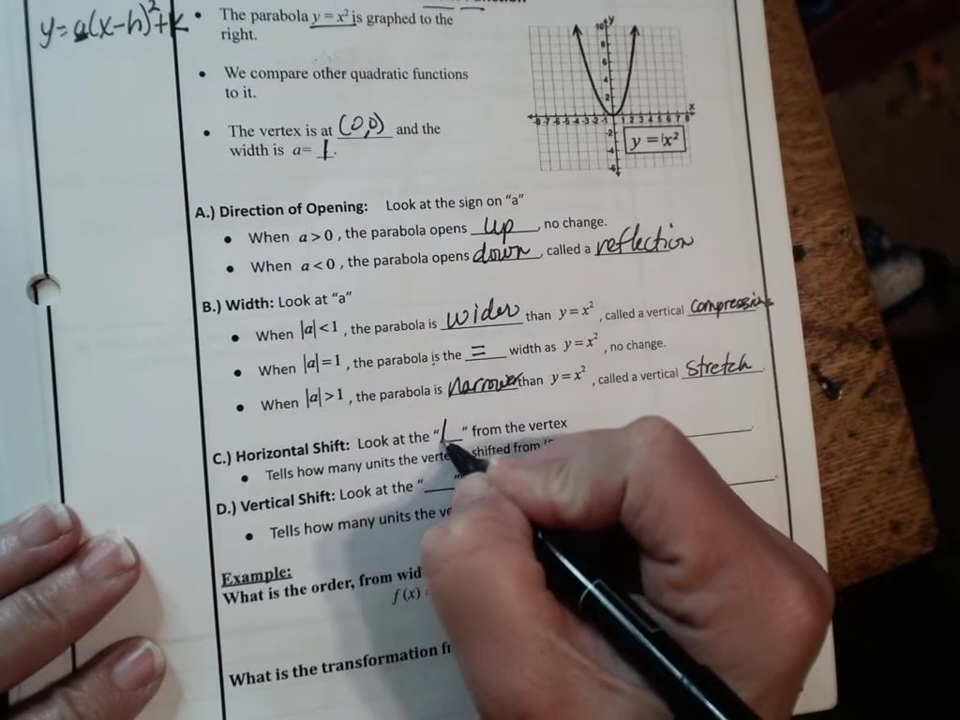 y=a(x-h)²+k
• The parabola y = x² is graphed to the
right.
• We compare other quadratic functions
to it.
• The vertex is at (0,0) and the
width is a= 1.
y = 1x²
A.) Direction of Opening: Look at the sign on "a"
• When a > 0, the parabola opens up, no change.
• When a < 0, the parabola opens down, called a reflection
B.) Width: Look at "a"
• When |a| < 1, the parabola is wider than y = x², called a vertical compression
• When |a| = 1, the parabola is the = width as y = x², no change.
• When |a| > 1, the parabola is narrower than y = x², called a vertical stretch.
C.) Horizontal Shift: Look at the "__" from the vertex
• Tells how many units the vertex shifted from
D.) Vertical Shift: Look at the "__"
• Tells how many units the
Example:
What is the order, from
f(x)
What is the transformation